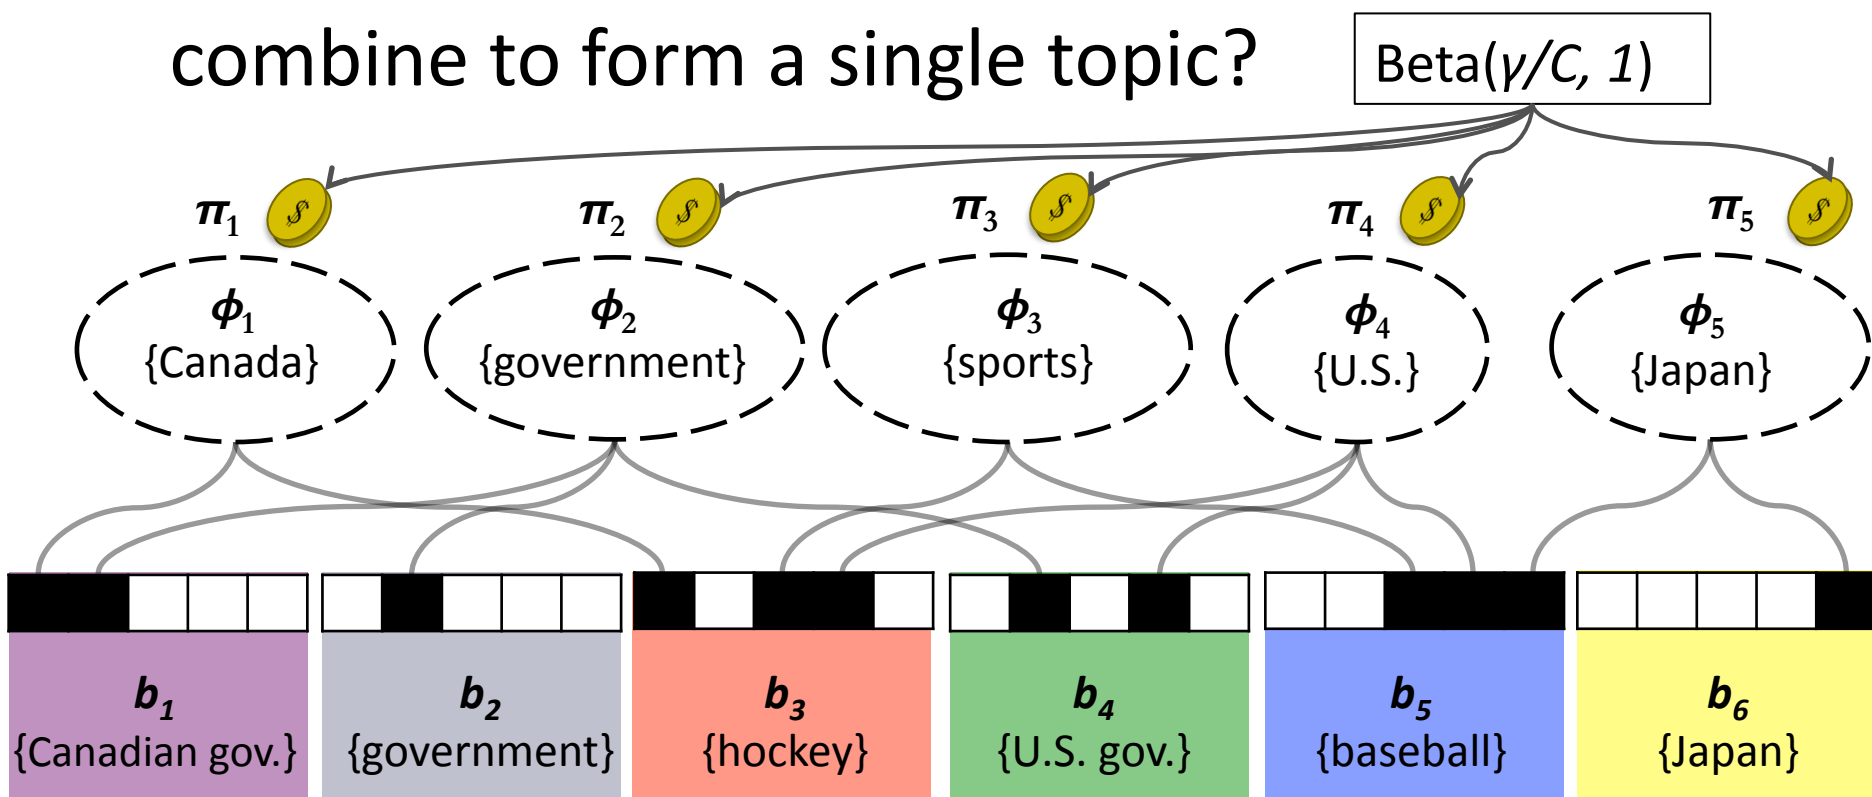 combine to form a single topic?
Beta(γ/C, 1)
π₁ $ π₂ $ π₃ $ π₄ $ π₅ $
ϕ₁ ϕ₂ ϕ₃ ϕ₄ ϕ₅
{Canada} {government} {sports} {U.S.} {Japan}
b₁ b₂ b₃ b₄ b₅ b₆
{Canadian gov.} {government} {hockey} {U.S. gov.} {baseball} {Japan}